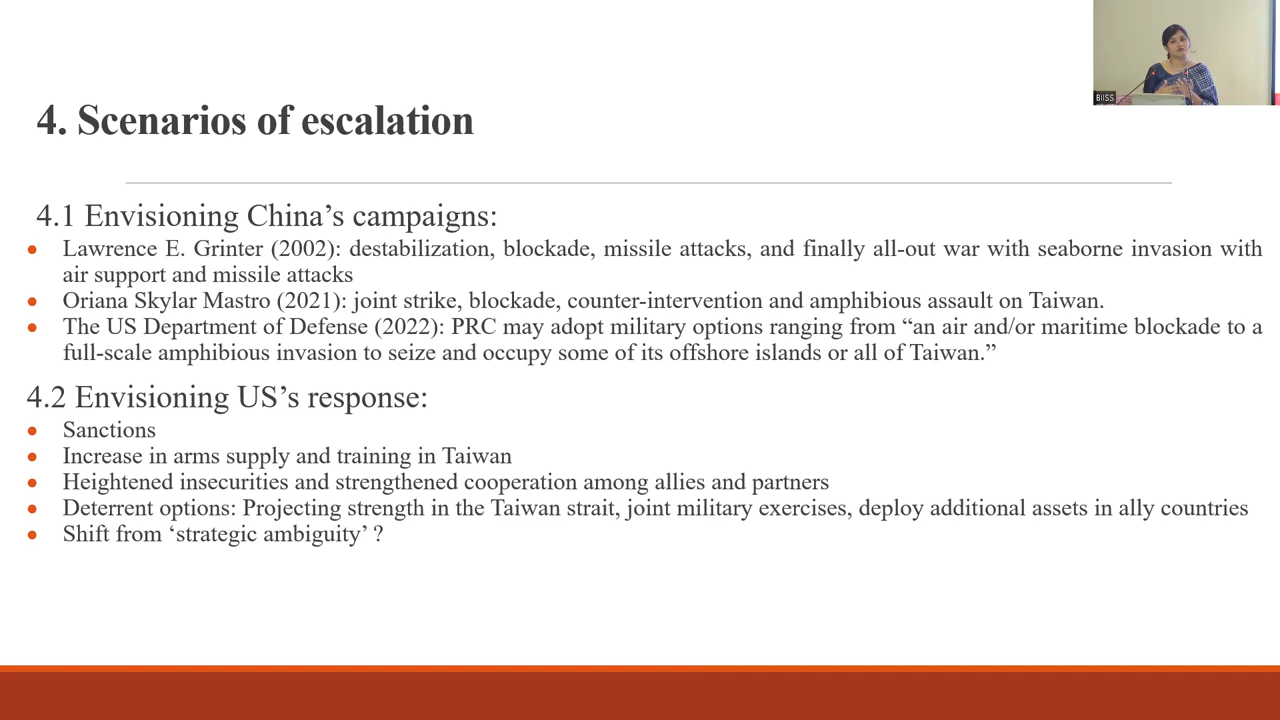 BIISS
4. Scenarios of escalation
4.1 Envisioning China’s campaigns:
Lawrence E. Grinter (2002): destabilization, blockade, missile attacks, and finally all-out war with seaborne invasion with
air support and missile attacks
Oriana Skylar Mastro (2021): joint strike, blockade, counter-intervention and amphibious assault on Taiwan.
The US Department of Defense (2022): PRC may adopt military options ranging from “an air and/or maritime blockade to a
full-scale amphibious invasion to seize and occupy some of its offshore islands or all of Taiwan.”
4.2 Envisioning US’s response:
Sanctions
Increase in arms supply and training in Taiwan
Heightened insecurities and strengthened cooperation among allies and partners
Deterrent options: Projecting strength in the Taiwan strait, joint military exercises, deploy additional assets in ally countries
Shift from ‘strategic ambiguity’ ?